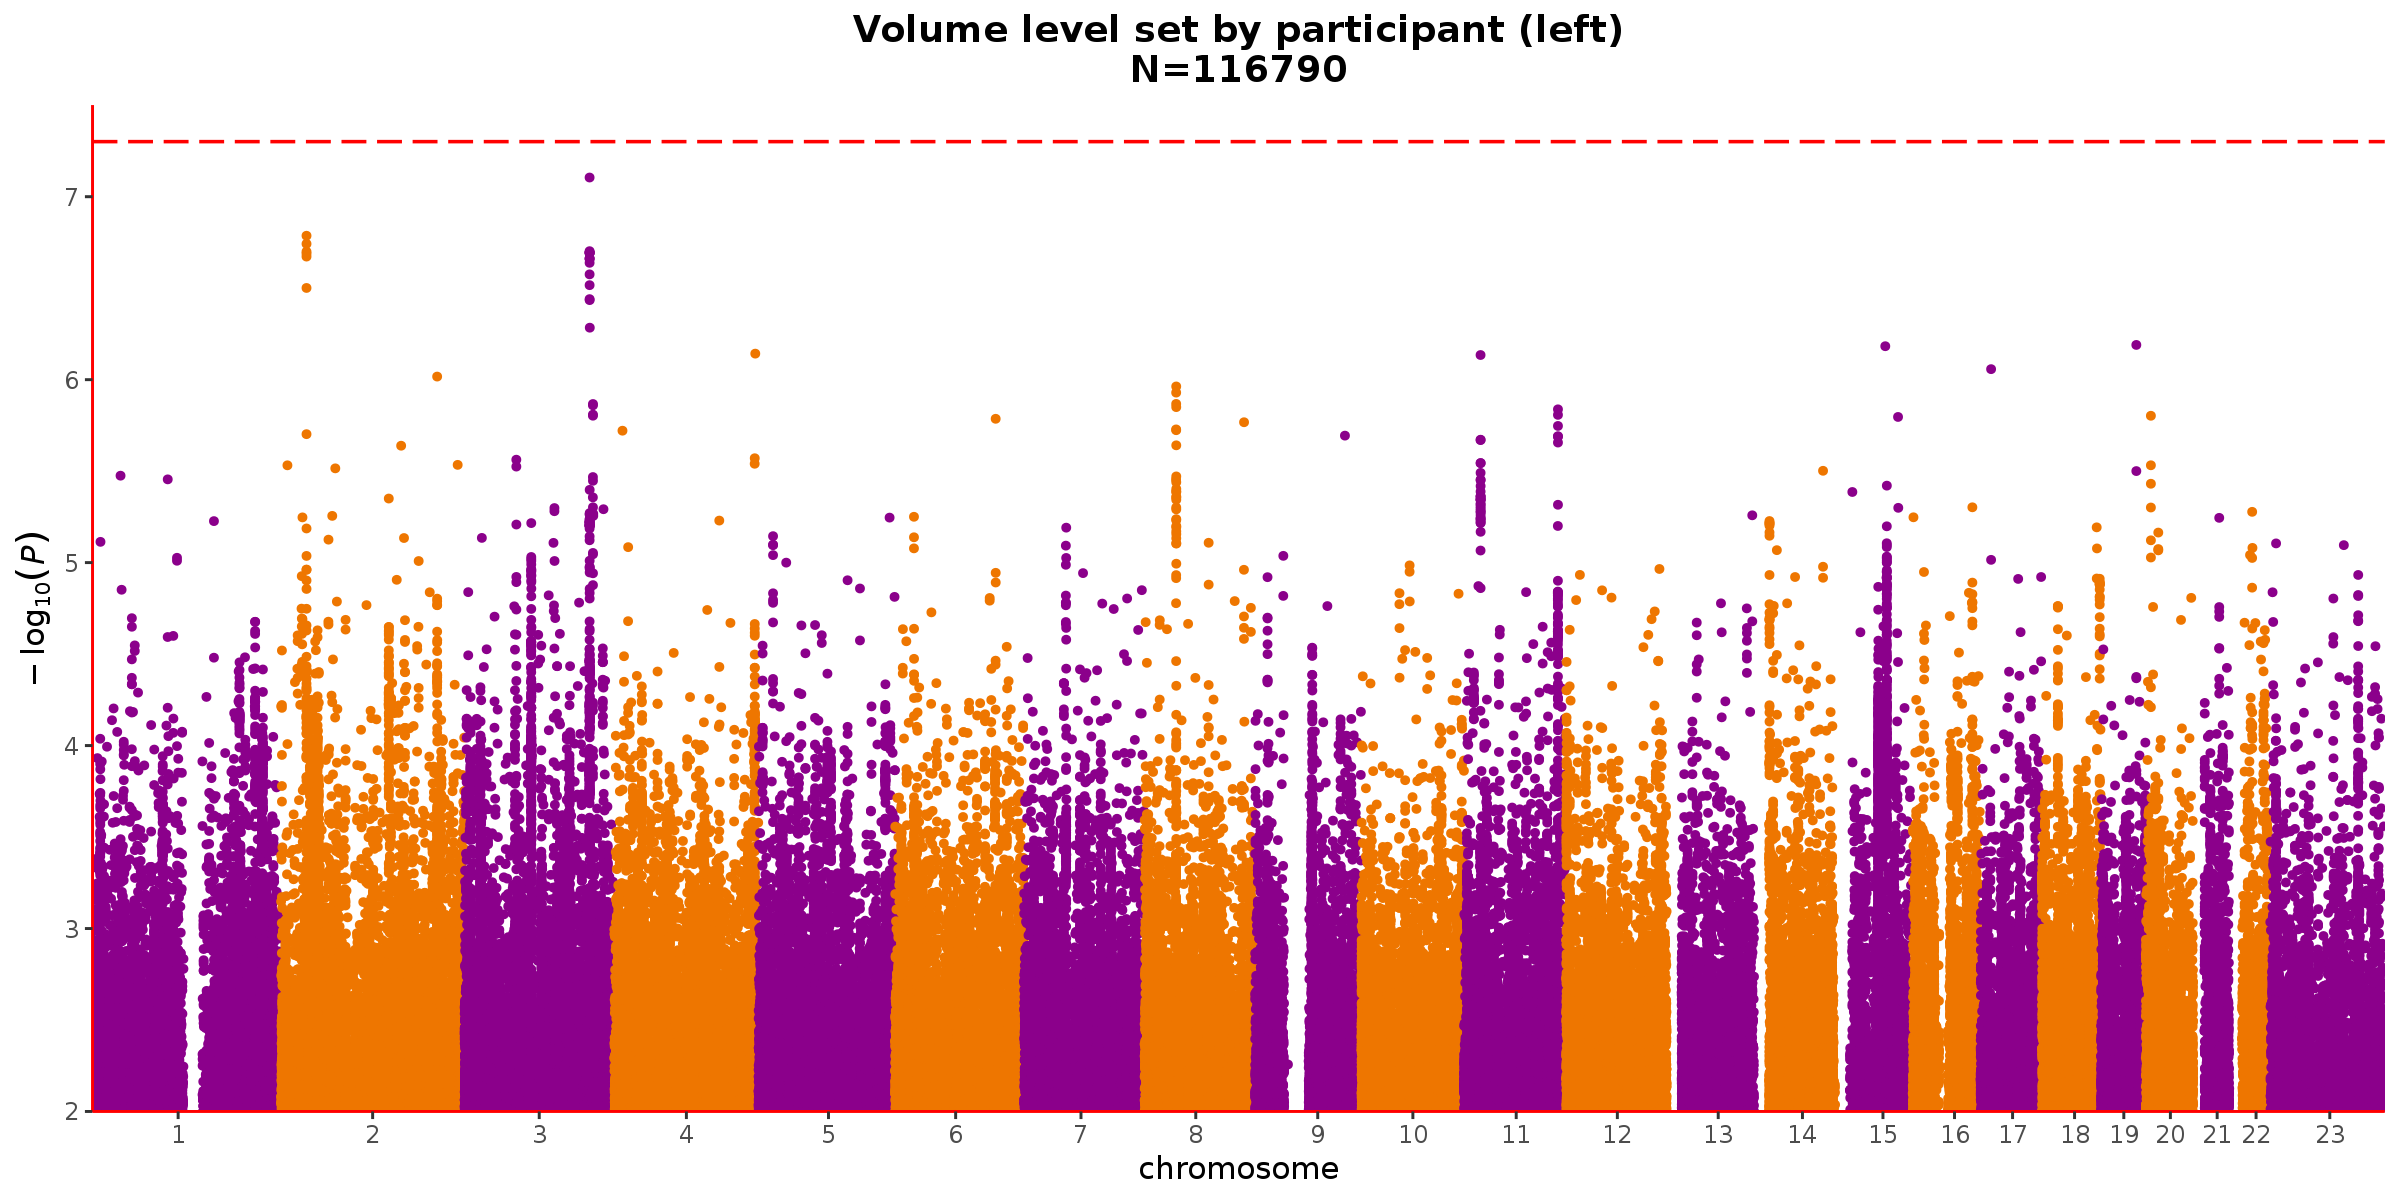 Volume level set by participant (left)
N=116790
− log10(P)
7
6
5
4
3
2
1 2 3 4 5 6 7 8 9 10 11 12 13 14 15 16 17 18 19 20 21 22 23
chromosome